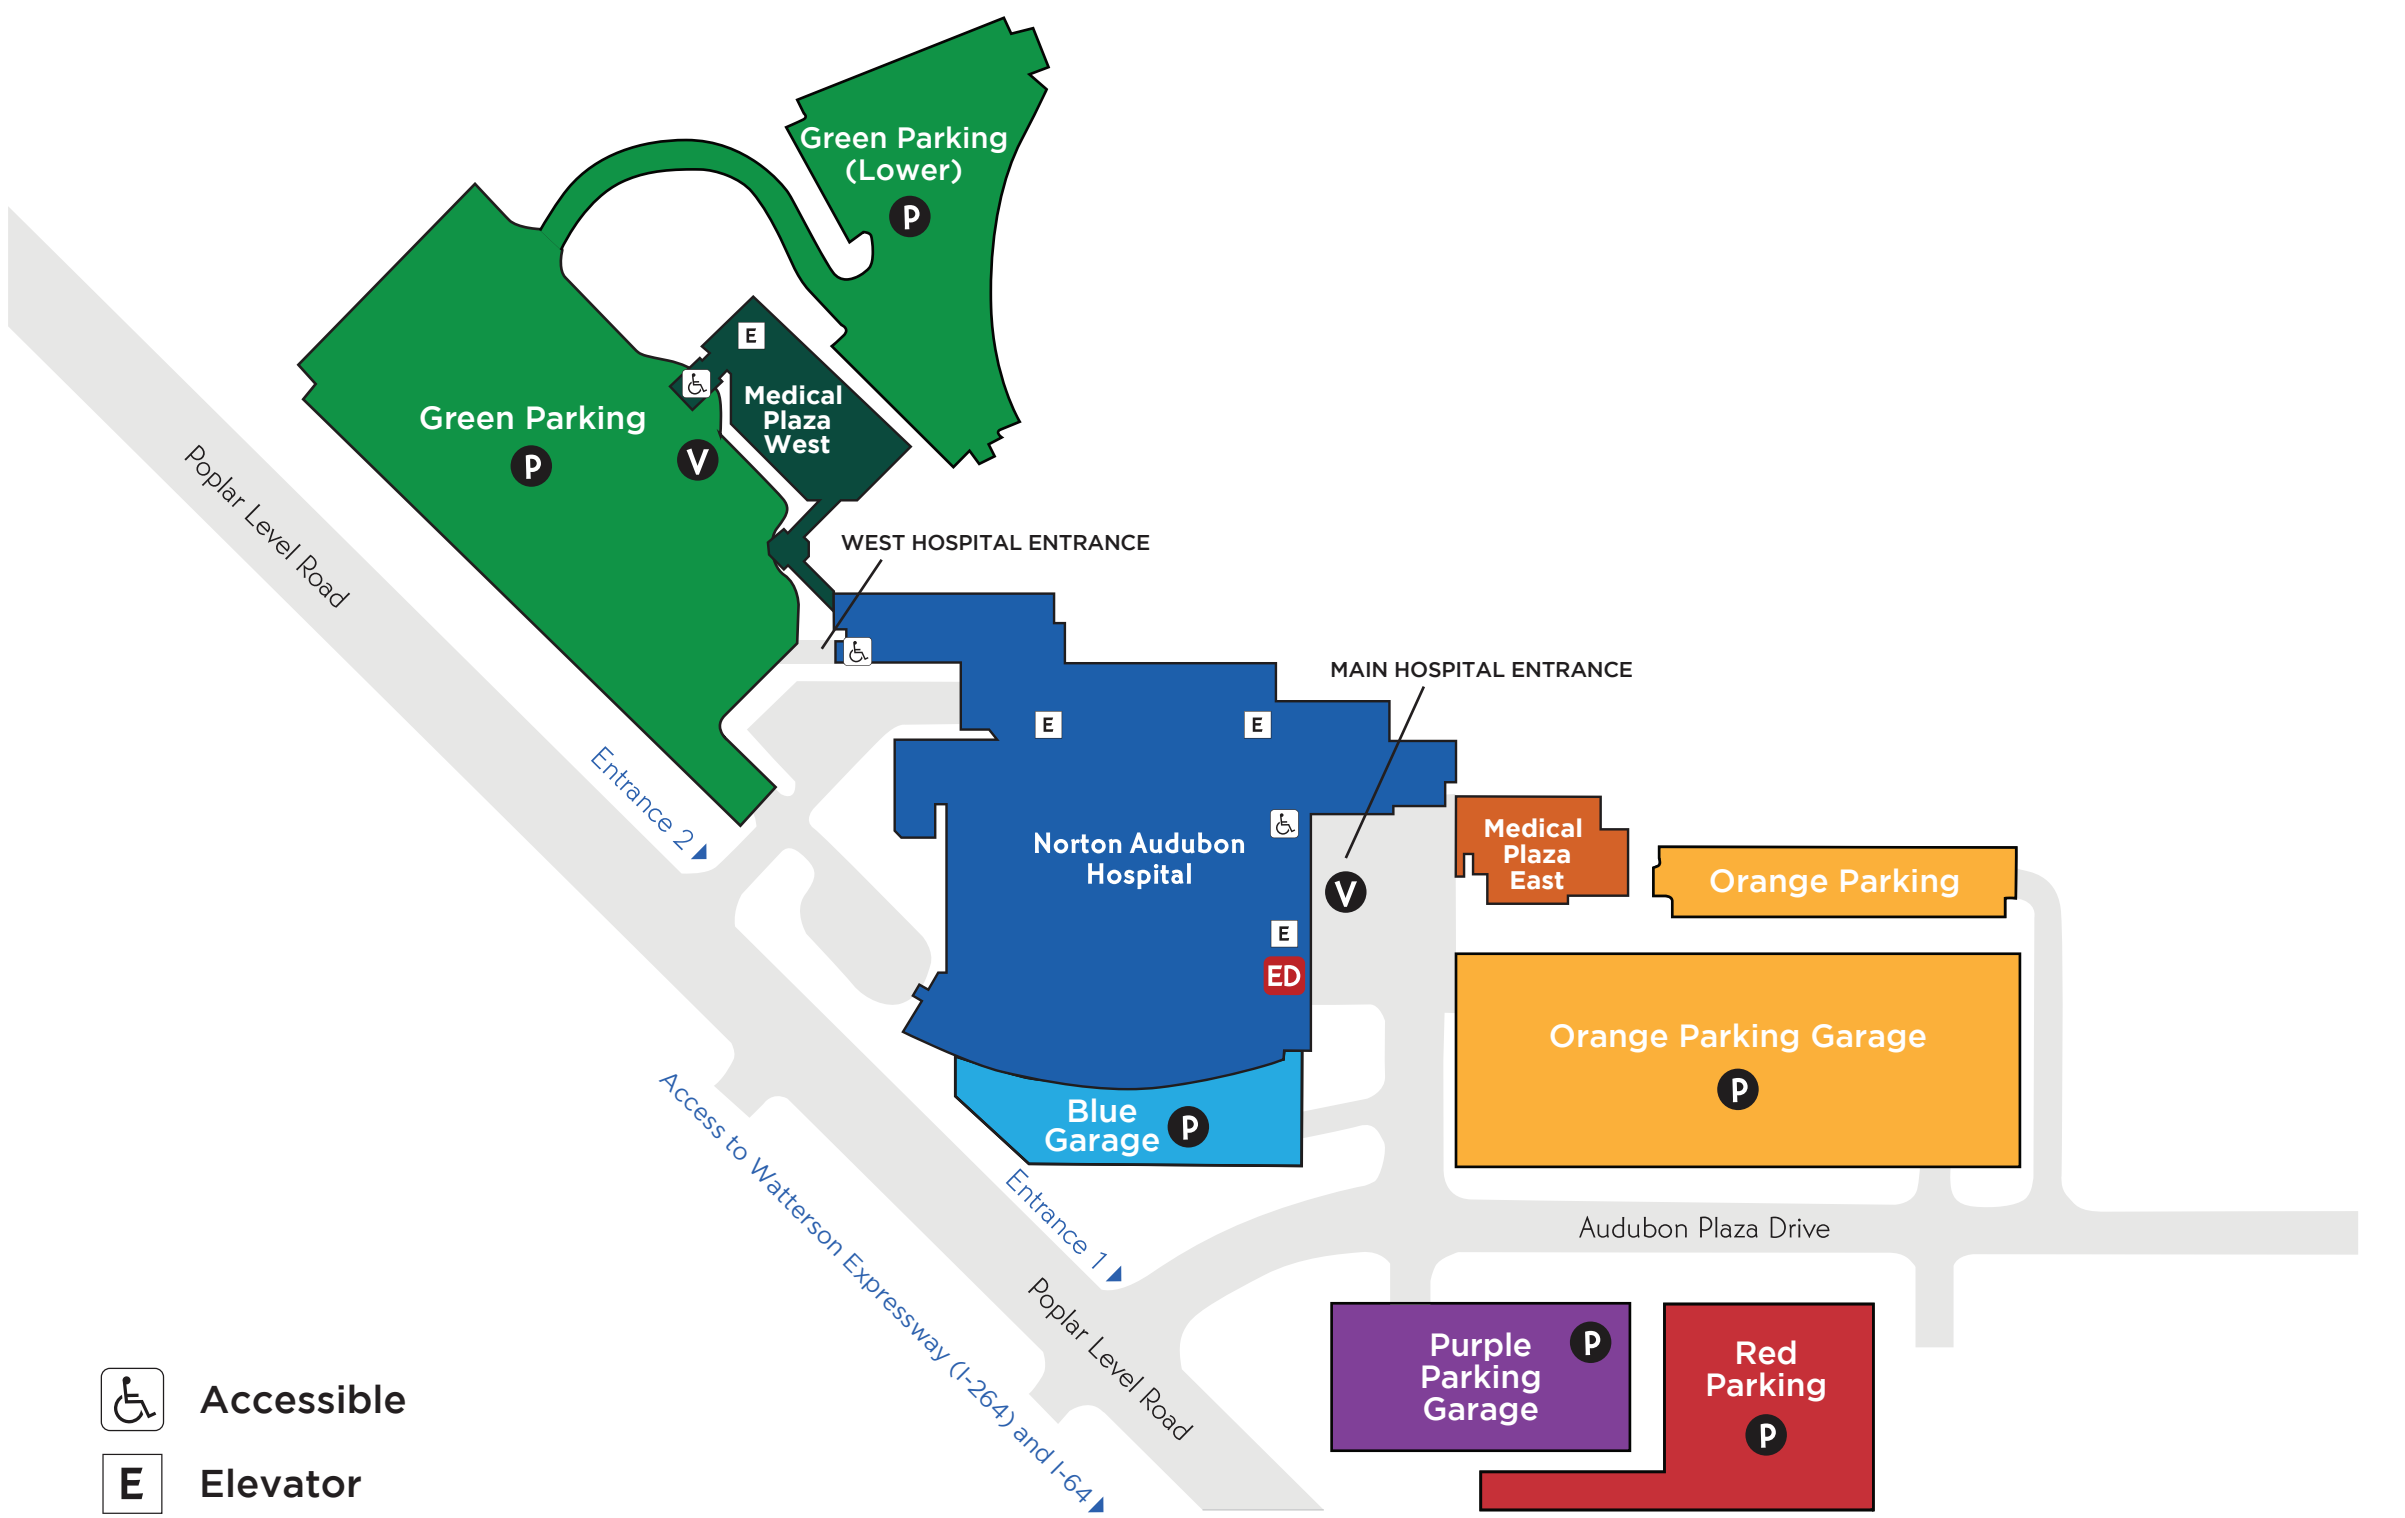 Green Parking
(Lower)
P
E
Medical
Plaza
West
Green Parking
P
V
Poplar Level Road
WEST HOSPITAL ENTRANCE
MAIN HOSPITAL ENTRANCE
E
E
Entrance 2
Norton Audubon
Hospital
V
E
ED
Medical
Plaza
East
Orange Parking
Orange Parking Garage
P
Blue
Garage
P
Access to Watterson Expressway (I-264) and I-64
Entrance 1
Audubon Plaza Drive
Poplar Level Road
Purple
Parking
Garage
P
Red
Parking
P
Accessible
E
Elevator